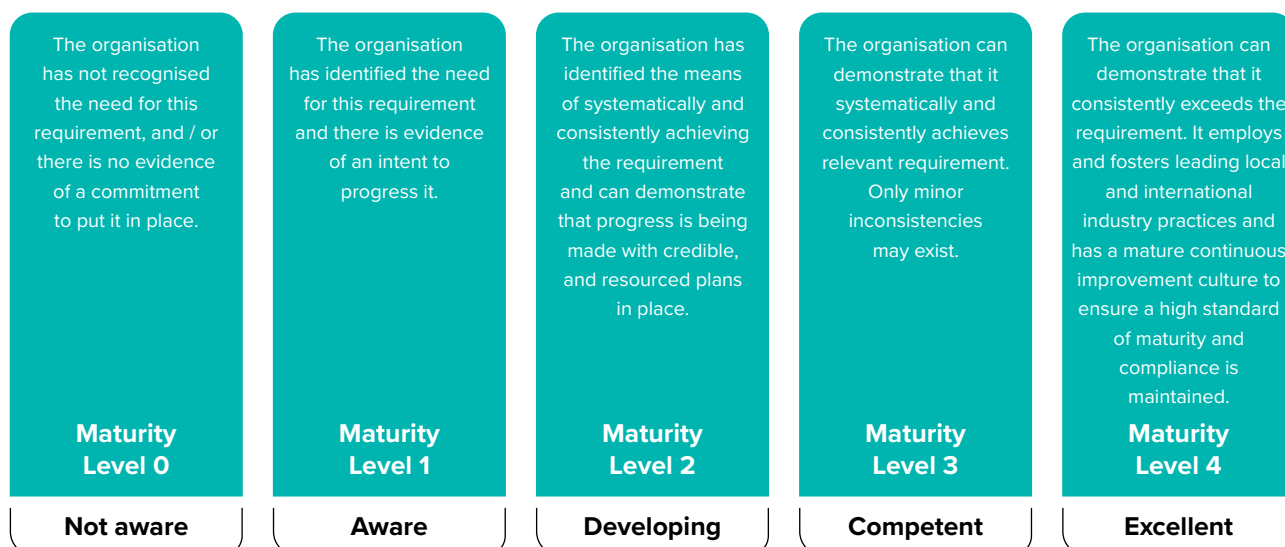 The organisation
has not recognised
the need for this
requirement, and / or
there is no evidence
of a commitment
to put it in place.
Maturity
Level 0
Not aware
The organisation
has identified the need
for this requirement
and there is evidence
of an intent to
progress it.
Maturity
Level 1
Aware
The organisation has
identified the means
of systematically and
consistently achieving
the requirement
and can demonstrate
that progress is being
made with credible,
and resourced plans
in place.
Maturity
Level 2
Developing
The organisation can
demonstrate that it
systematically and
consistently achieves
relevant requirement.
Only minor
inconsistencies
may exist.
Maturity
Level 3
Competent
The organisation can
demonstrate that it
consistently exceeds the
requirement. It employs
and fosters leading local
and international
industry practices and
has a mature continuous
improvement culture to
ensure a high standard
of maturity and
compliance is
maintained.
Maturity
Level 4
Excellent